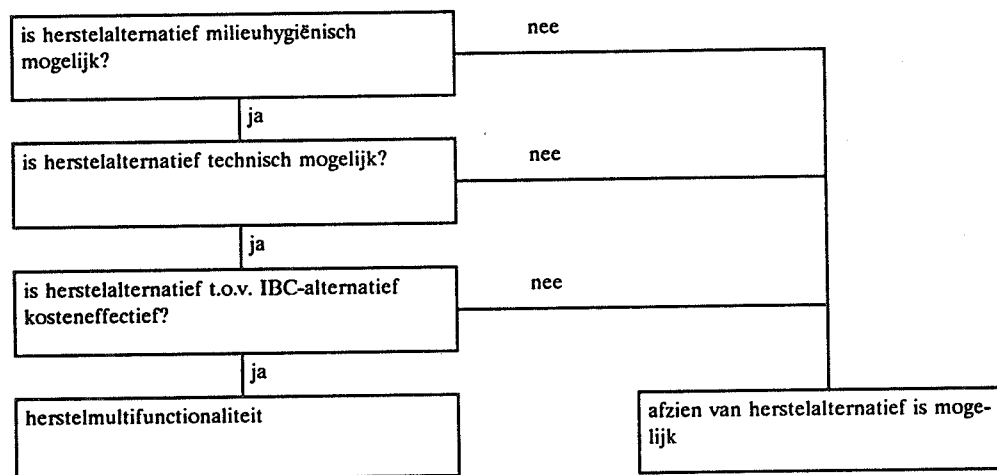 is herstelalternatief milieuhygiënisch
mogelijk?
nee
ja
is herstelalternatief technisch mogelijk?
nee
ja
is herstelalternatief t.o.v. IBC-alternatief
kosteneffectief?
nee
ja
herstelmultifunctionaliteit
afzien van herstelalternatief is moge-
lijk